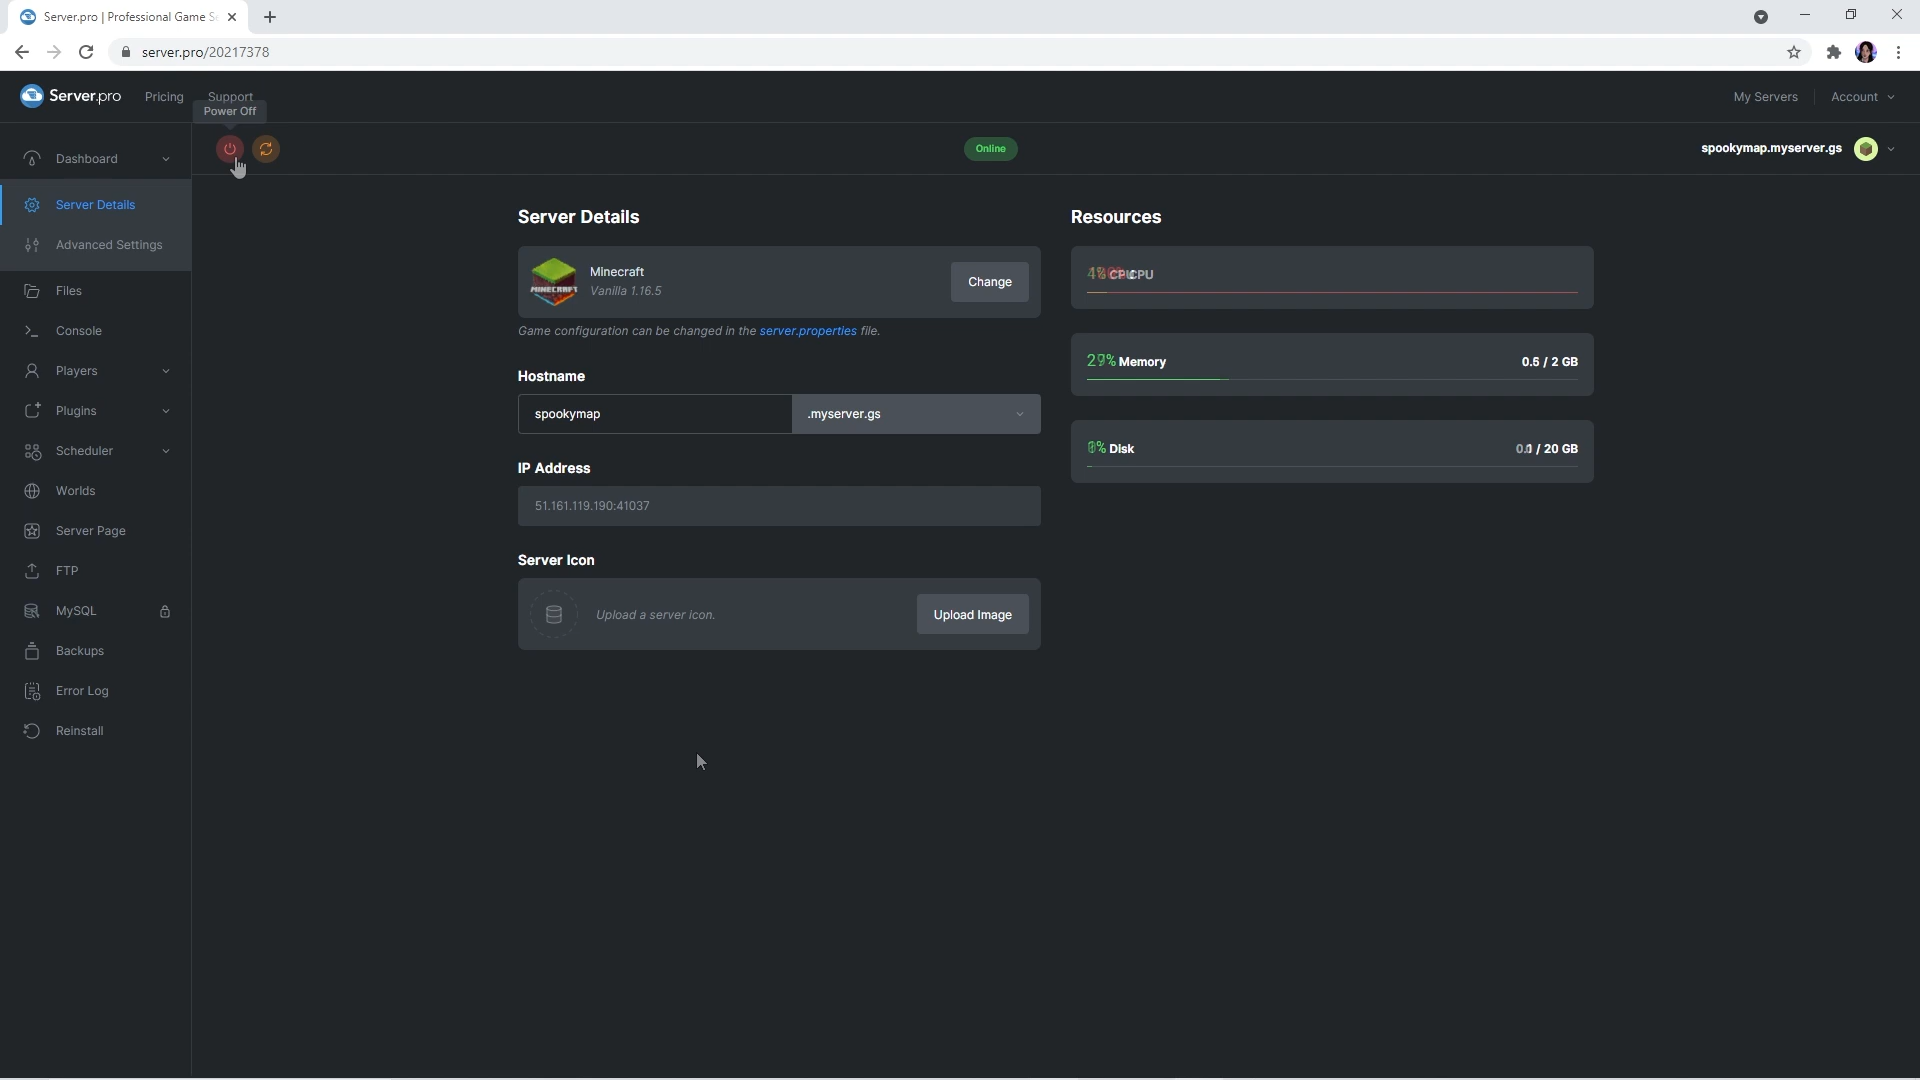 Server.pro | Professional Game S
server.pro/20217378
Server.pro
Pricing
Support
My Servers
Account
Power Off
Online
spookymap.myserver.gs
Dashboard
Server Details
Advanced Settings
Files
Console
Players
Plugins
Scheduler
Worlds
Server Page
FTP
MySQL
Backups
Error Log
Reinstall
Server Details
MINECRAFT
Minecraft
Vanilla 1.16.5
Change
Game configuration can be changed in the server.properties file.
Hostname
spookymap
.myserver.gs
IP Address
51.161.119.190:41037
Server Icon
Upload a server icon.
Upload Image
Resources
CPU
Memory
0.6 / 2 GB
Disk
/ 20 GB